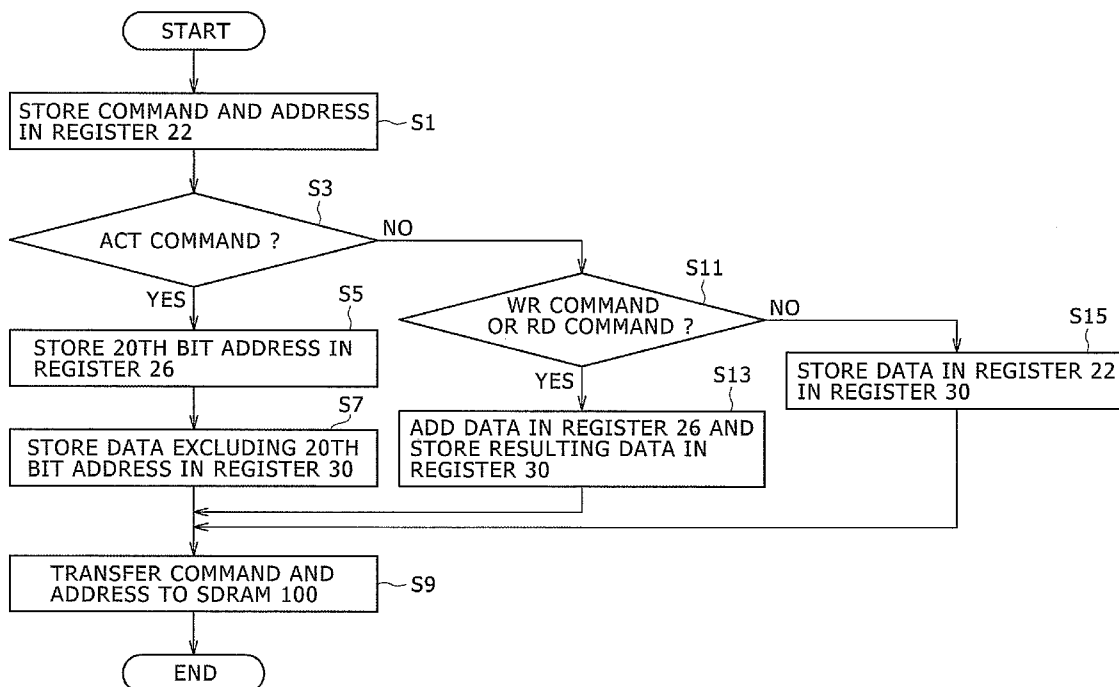 START
STORE COMMAND AND ADDRESS
IN REGISTER 22
S1
S3
ACT COMMAND ?
NO
YES
S11
WR COMMAND
OR RD COMMAND ?
NO
YES
S5
STORE 20TH BIT ADDRESS IN
REGISTER 26
S15
STORE DATA IN REGISTER 22
IN REGISTER 30
S7
STORE DATA EXCLUDING 20TH
BIT ADDRESS IN REGISTER 30
S13
ADD DATA IN REGISTER 26 AND
STORE RESULTING DATA IN
REGISTER 30
TRANSFER COMMAND AND
ADDRESS TO SDRAM 100
S9
END